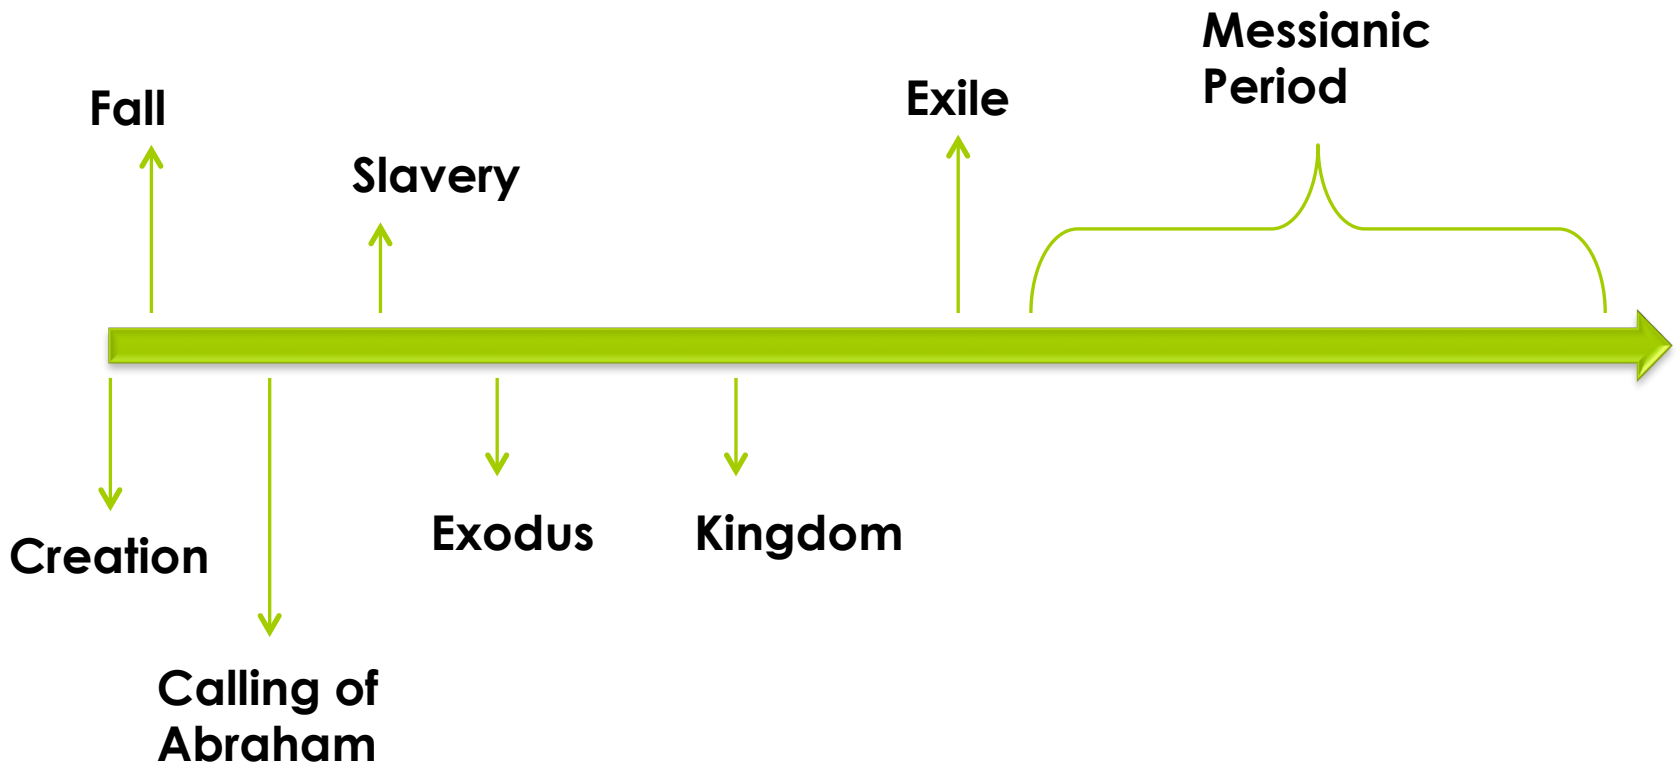 Messianic
Period
Fall
Exile
Slavery
Creation
Exodus
Kingdom
Calling of
Abraham